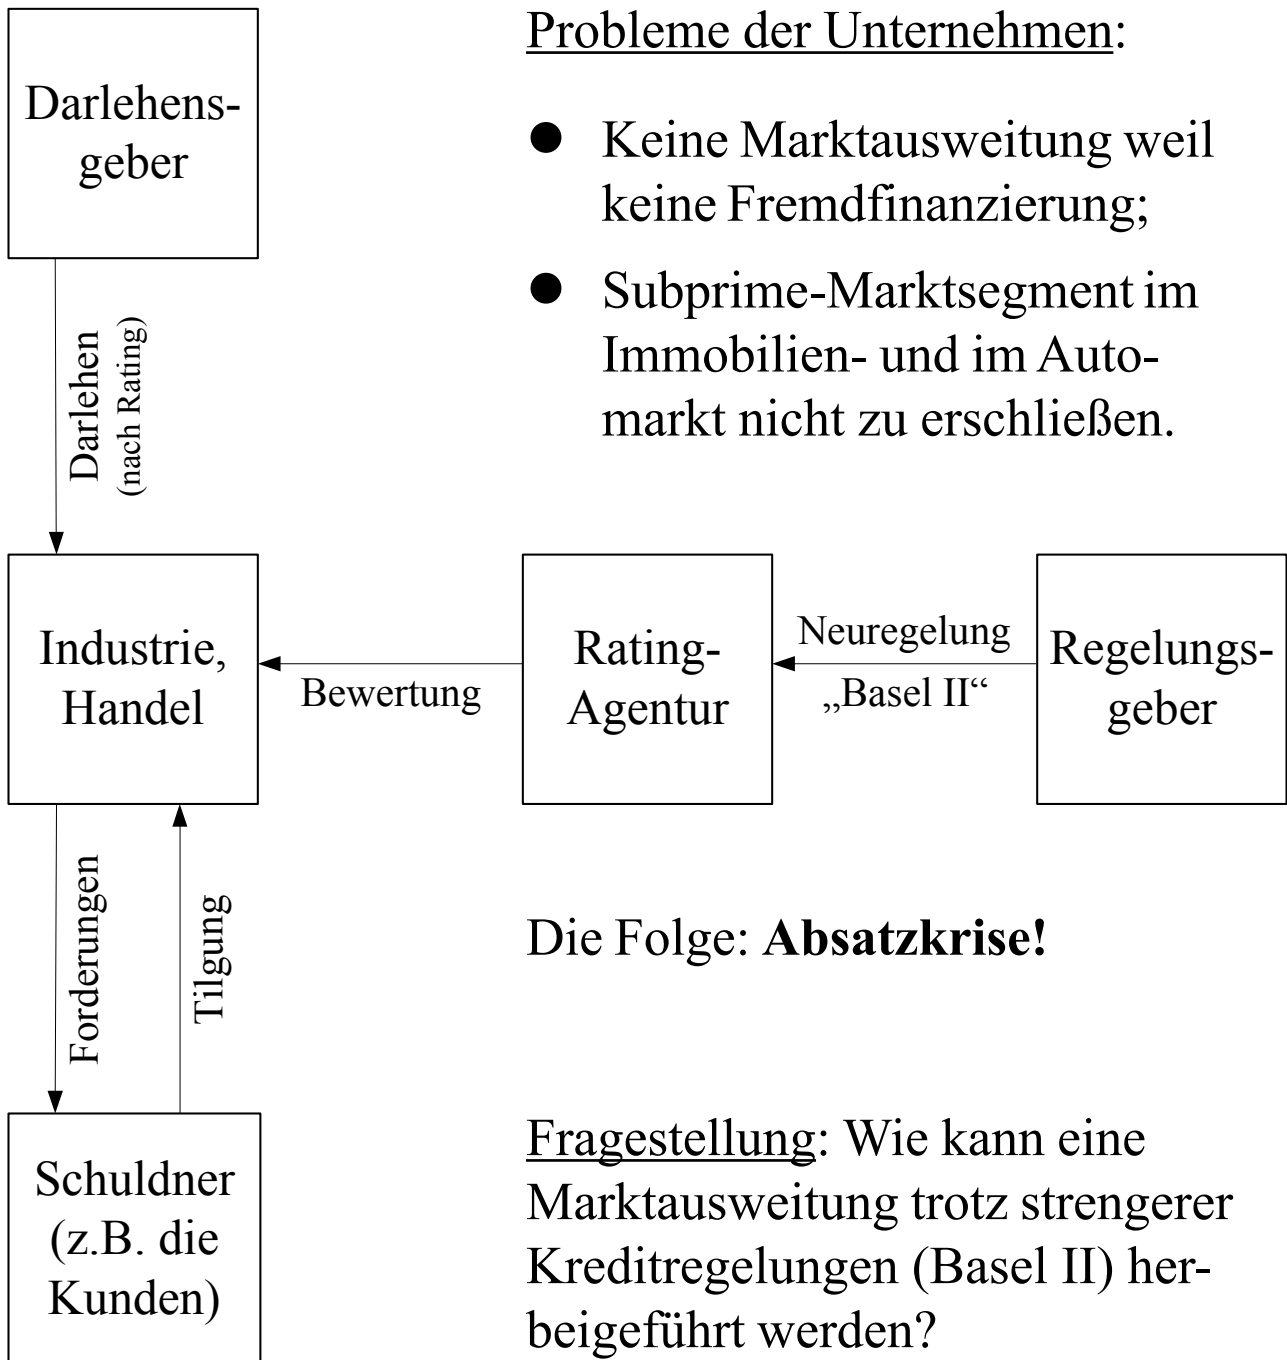 Darlehens-
geber
Probleme der Unternehmen:
● Keine Marktausweitung weil
keine Fremdfinanzierung;
● Subprime-Marktsegment im
Immobilien- und im Auto-
markt nicht zu erschließen.
Darlehen
(nach Rating)
Industrie,
Handel
Bewertung
Rating-
Agentur
Neuregelung
„Basel II“
Regelungs-
geber
Forderungen
Tilgung
Die Folge: Absatzkrise!
Schuldner
(z.B. die
Kunden)
Fragestellung: Wie kann eine
Marktausweitung trotz strengerer
Kreditregelungen (Basel II) her-
beigeführt werden?